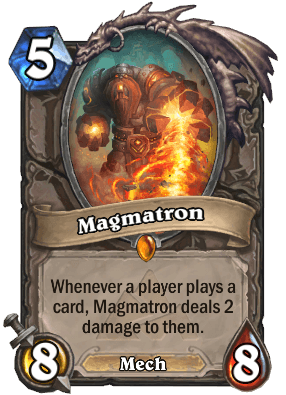 5
Magmatron
Whenever a player plays a
card, Magmatron deals 2
damage to them.
8
Mech
8